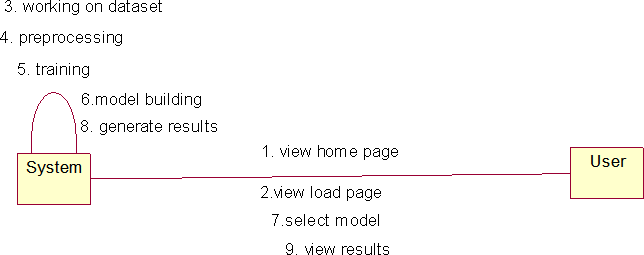 3. working on dataset
4. preprocessing
5. training
6.model building
8. generate results
System
1. view home page
User
2.view load page
7.select model
9. view results